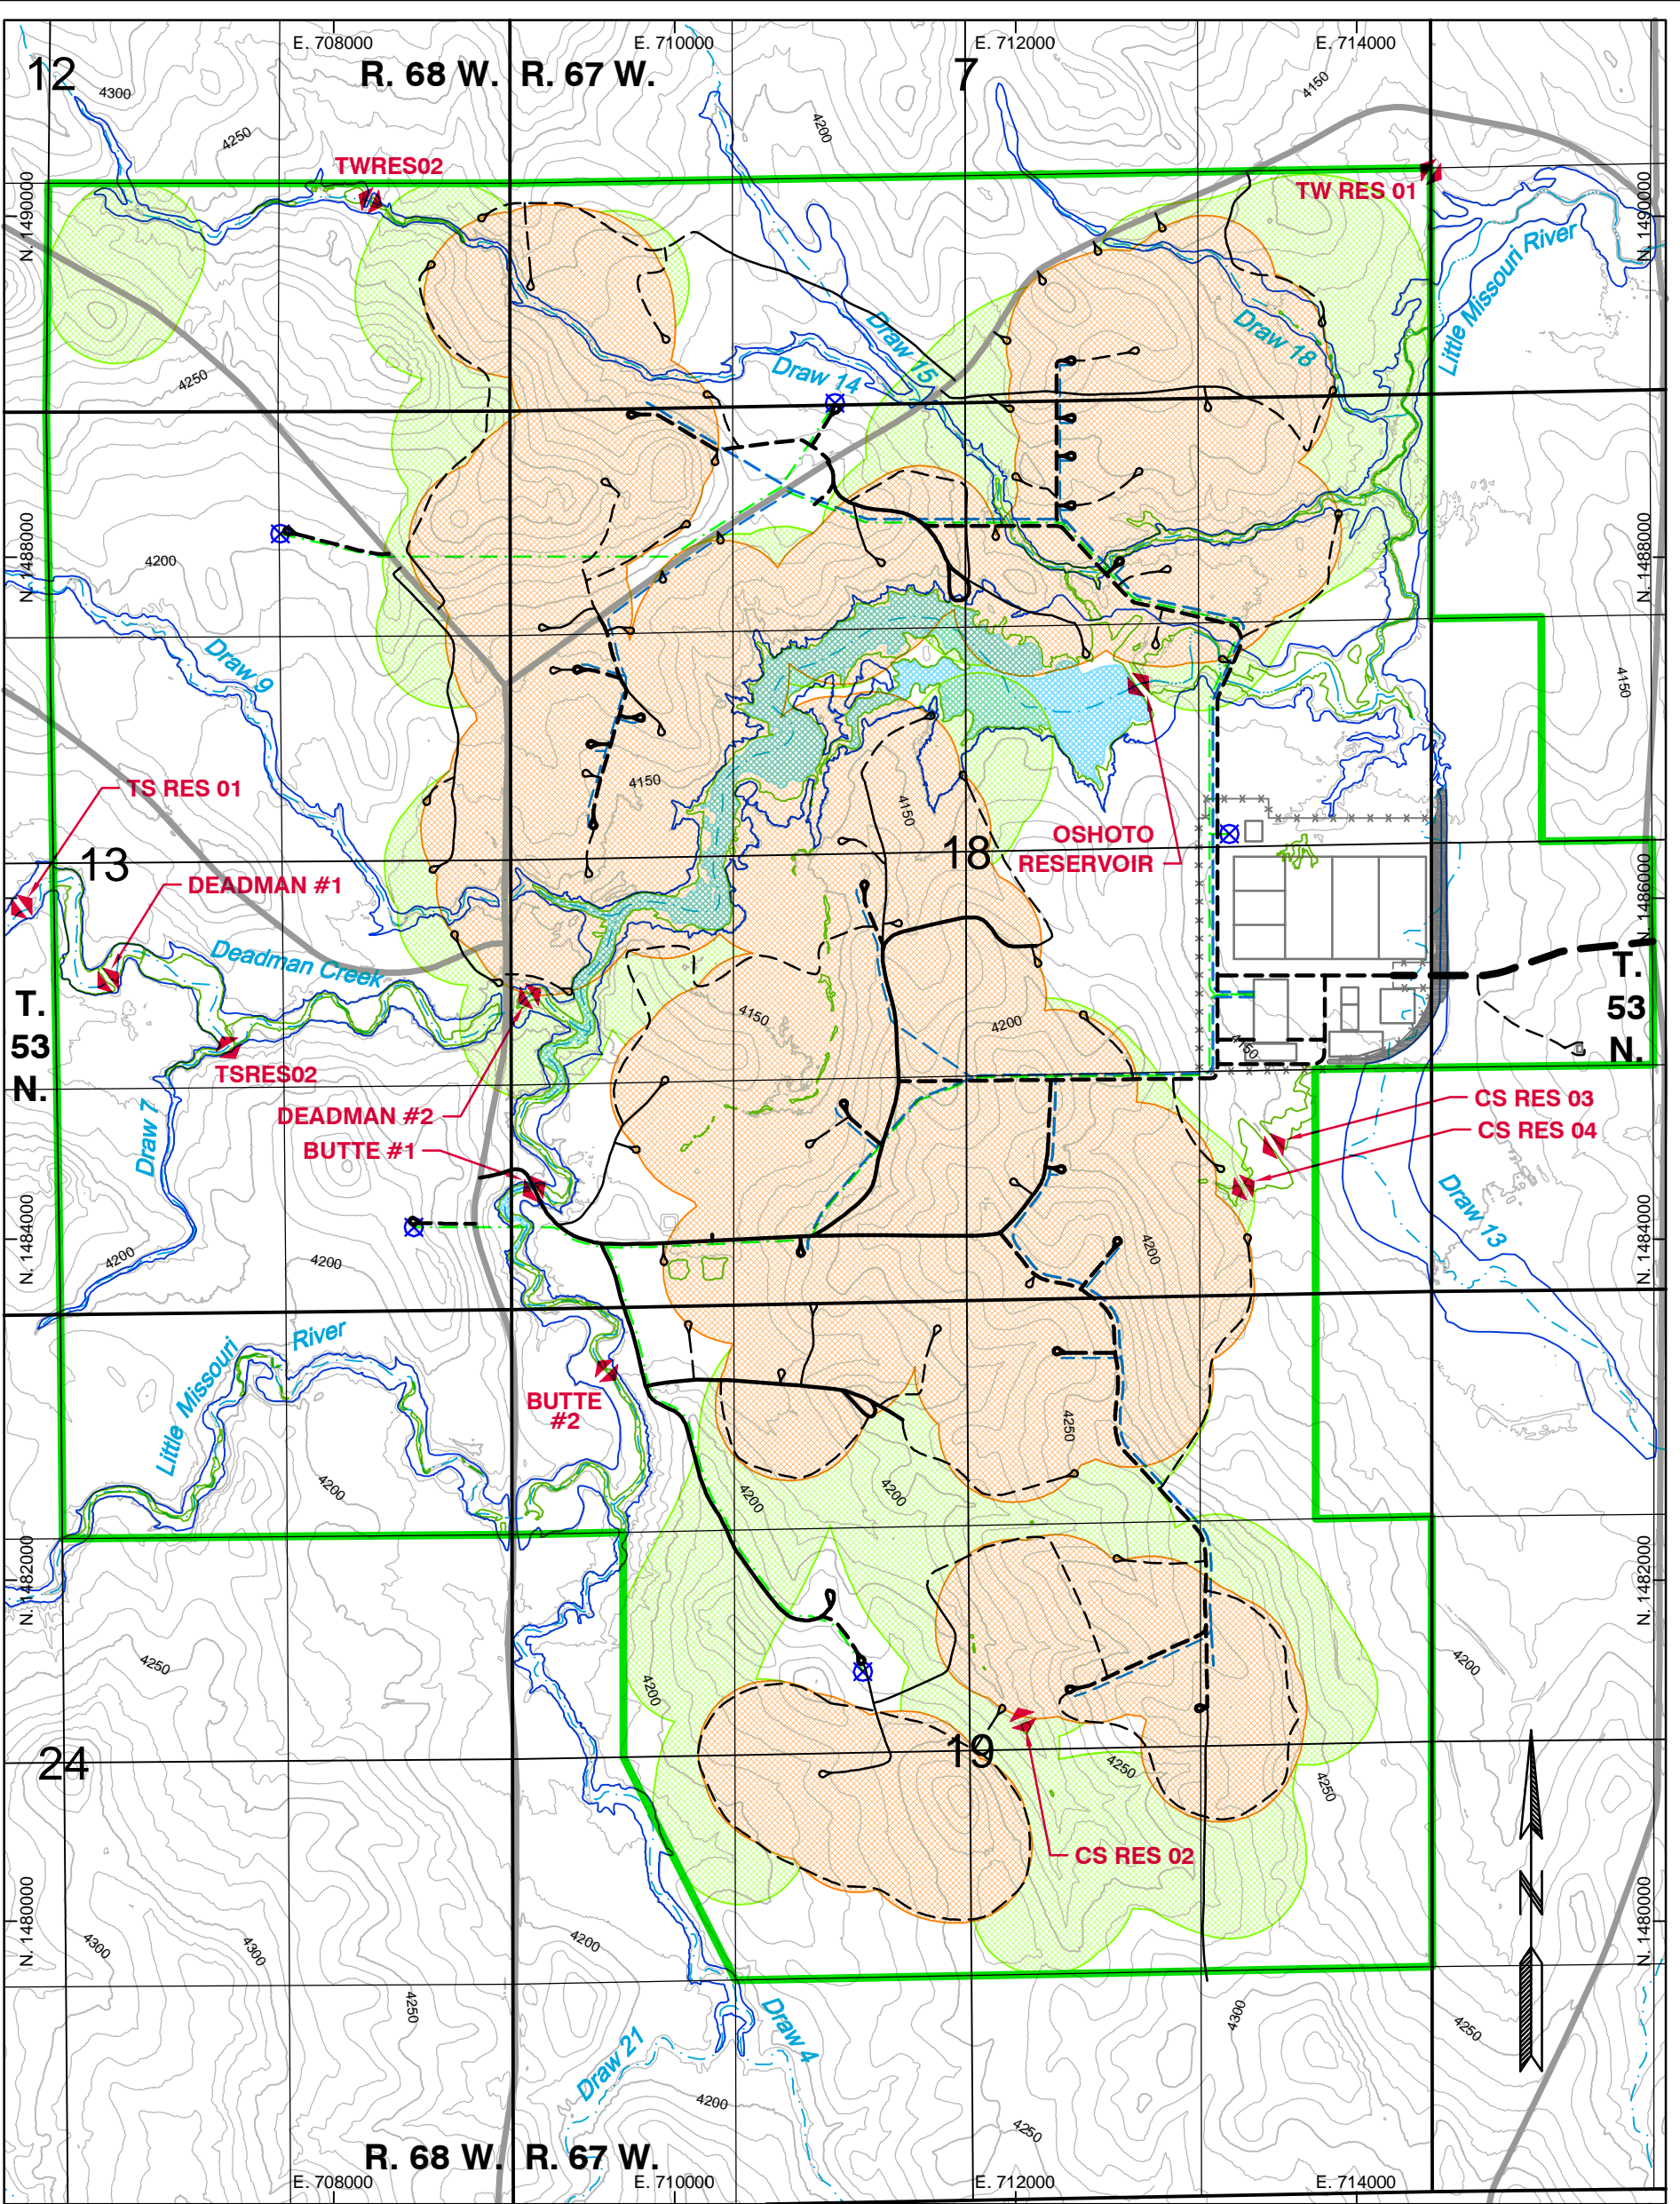 E. 708000
E. 710000
E. 712000
E. 714000
12
R. 68 W.
R. 67 W.
7
4300
4250
4200
4150
TWRES02
TW RES 01
N. 1490000
N. 1490000
Little Missouri River
Draw 15
Draw 18
Draw 14
4250
4200
N. 1488000
N. 1488000
Draw 9
4150
4150
4150
TS RES 01
OSHOTO
RESERVOIR
18
13
DEADMAN #1
N. 1486000
Deadman Creek
T.
53
N.
T.
53
N.
4150
4200
4150
TSRES02
DEADMAN #2
BUTTE #1
CS RES 03
CS RES 04
Draw 7
Draw 13
N. 1484000
N. 1484000
4200
4200
4200
Little Missouri
River
BUTTE
#2
4250
4200
4200
4200
N. 1482000
N. 1482000
4250
4200
4200
19
24
4250
4250
CS RES 02
N. 1480000
N. 1480000
4300
4300
4200
4250
4300
4250
N
Draw 4
Draw 21
4200
4250
R. 68 W.
R. 67 W.
E. 708000
E. 710000
E. 712000
E. 714000